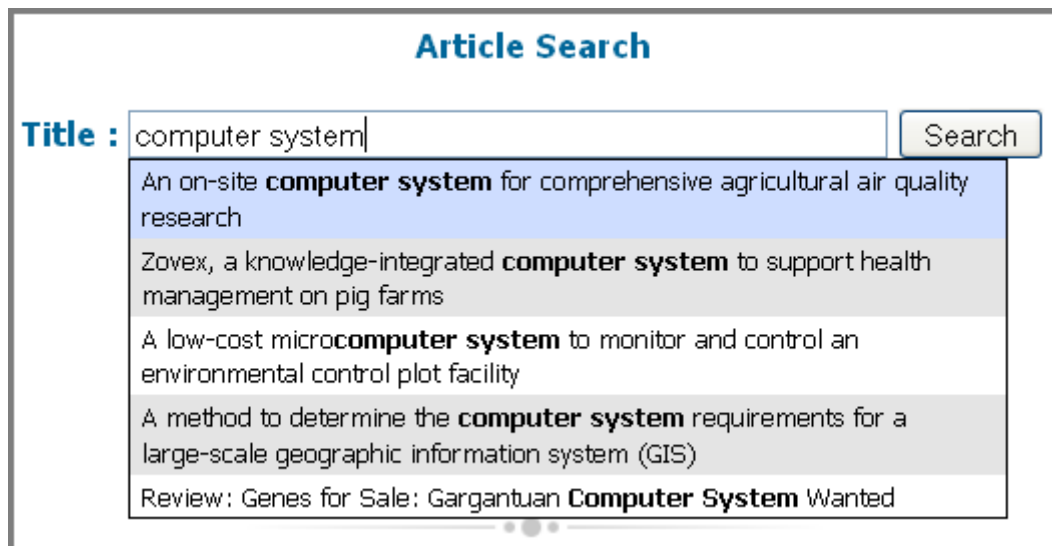 Article Search
Title : computer system Search
An on-site computer system for comprehensive agricultural air quality
research
Zovex, a knowledge-integrated computer system to support health
management on pig farms
A low-cost microcomputer system to monitor and control an
environmental control plot facility
A method to determine the computer system requirements for a
large-scale geographic information system (GIS)
Review: Genes for Sale: Gargantuan Computer System Wanted